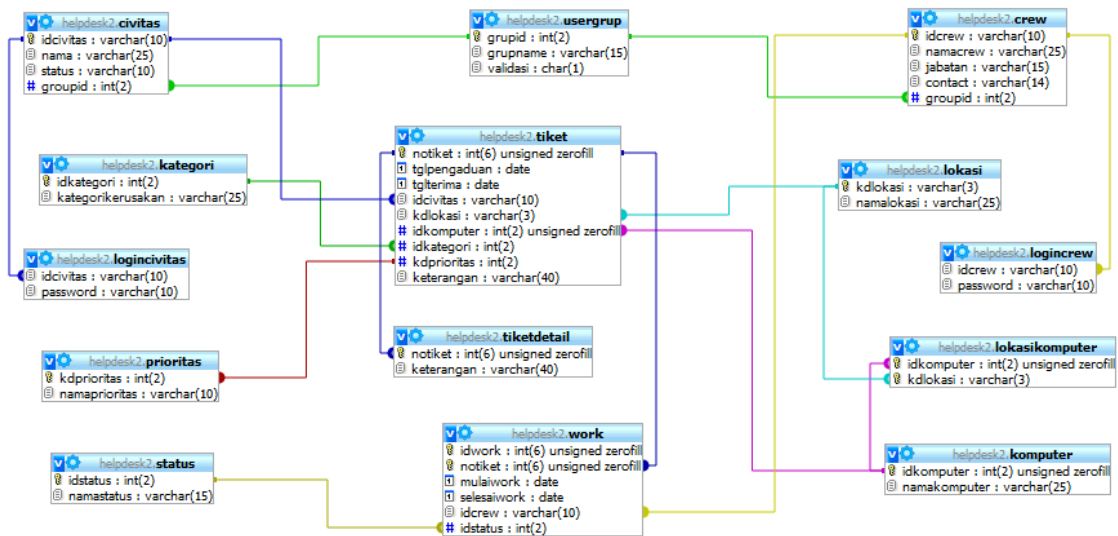 helpdesk2.civitas
idcivitas : varchar(10)
nama : varchar(25)
status : varchar(10)
# groupid : int(2)
helpdesk2.usergrup
grupid : int(2)
grupname : varchar(15)
validasi : char(1)
helpdesk2.crew
idcrew : varchar(10)
namacrew : varchar(25)
jabatan : varchar(15)
contact : varchar(14)
# groupid : int(2)
helpdesk2.kategori
idkategori : int(2)
kategorikerusakan : varchar(25)
helpdesk2.tiket
notiket : int(6) unsigned zerofill
tglpengaduan : date
tglterima : date
idcivitas : varchar(10)
kdlokasi : varchar(3)
# idkomputer : int(2) unsigned zerofill
# idkategori : int(2)
# kdprioritas : int(2)
keterangan : varchar(40)
helpdesk2.lokasi
kdlokasi : varchar(3)
namalokasi : varchar(25)
helpdesk2.logincivitas
idcivitas : varchar(10)
password : varchar(10)
helpdesk2.logincrew
idcrew : varchar(10)
password : varchar(10)
helpdesk2.prioritas
kdprioritas : int(2)
namaprioritas : varchar(10)
helpdesk2.tiketdetail
notiket : int(6) unsigned zerofill
keterangan : varchar(40)
helpdesk2.lokasikomputer
idkomputer : int(2) unsigned zerofill
kdlokasi : varchar(3)
helpdesk2.status
idstatus : int(2)
namastatus : varchar(15)
helpdesk2.work
idwork : int(6) unsigned zerofill
notiket : int(6) unsigned zerofill
mulaiwork : date
selesaiwork : date
idcrew : varchar(10)
# idstatus : int(2)
helpdesk2.komputer
idkomputer : int(2) unsigned zerofill
namakomputer : varchar(25)